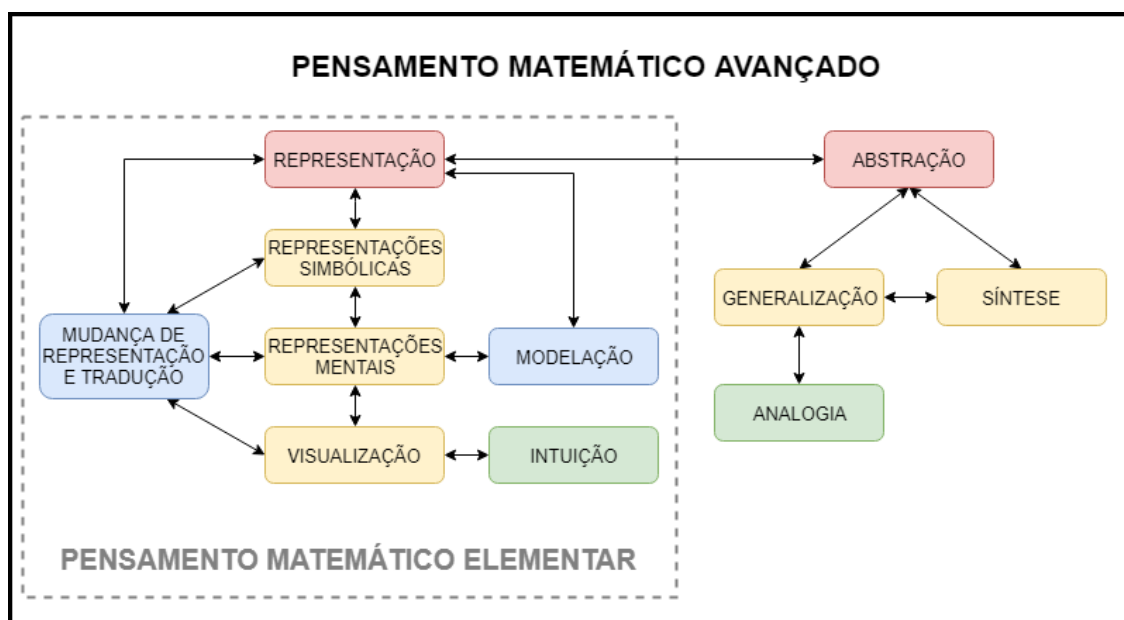 PENSAMENTO MATEMÁTICO AVANÇADO
REPRESENTAÇÃO
ABSTRAÇÃO
REPRESENTAÇÕES
SIMBÓLICAS
GENERALIZAÇÃO
SÍNTESE
MUDANÇA DE
REPRESENTAÇÃO
E TRADUÇÃO
REPRESENTAÇÕES
MENTAIS
MODELAÇÃO
ANALOGIA
VISUALIZAÇÃO
INTUIÇÃO
PENSAMENTO MATEMÁTICO ELEMENTAR